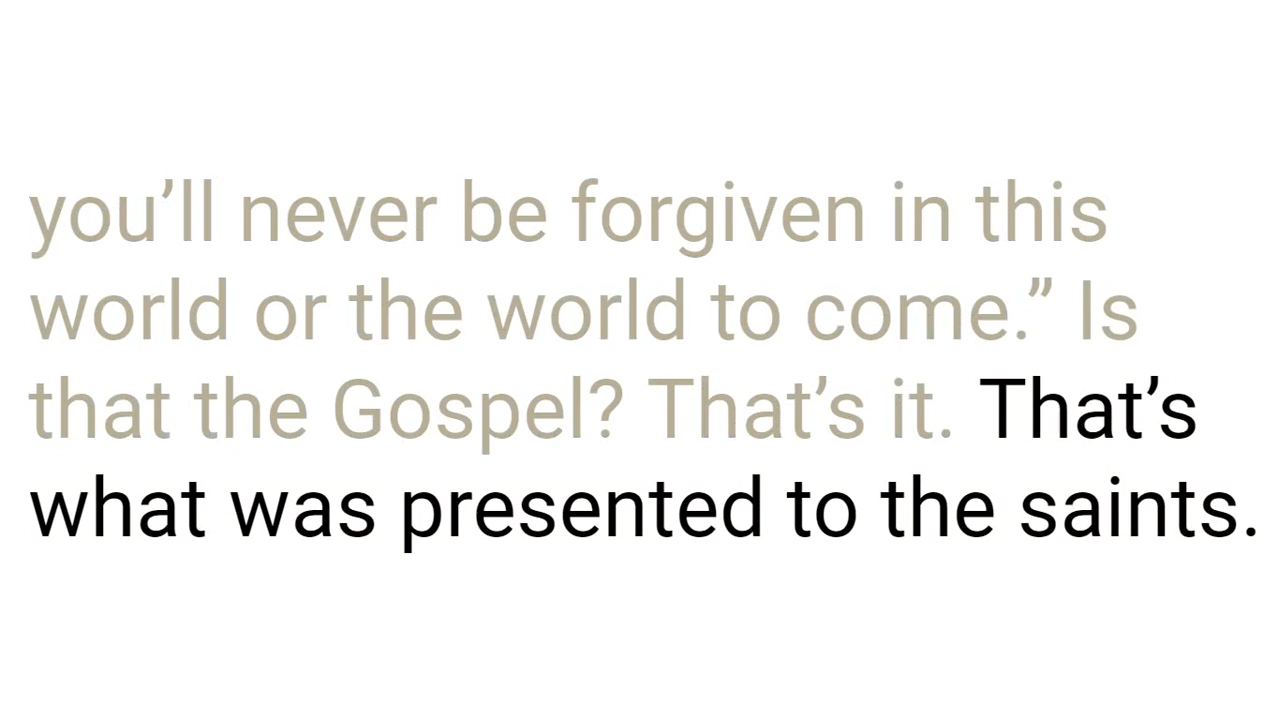 you’ll never be forgiven in this
world or the world to come.” Is
that the Gospel? That’s it. That’s
what was presented to the saints.